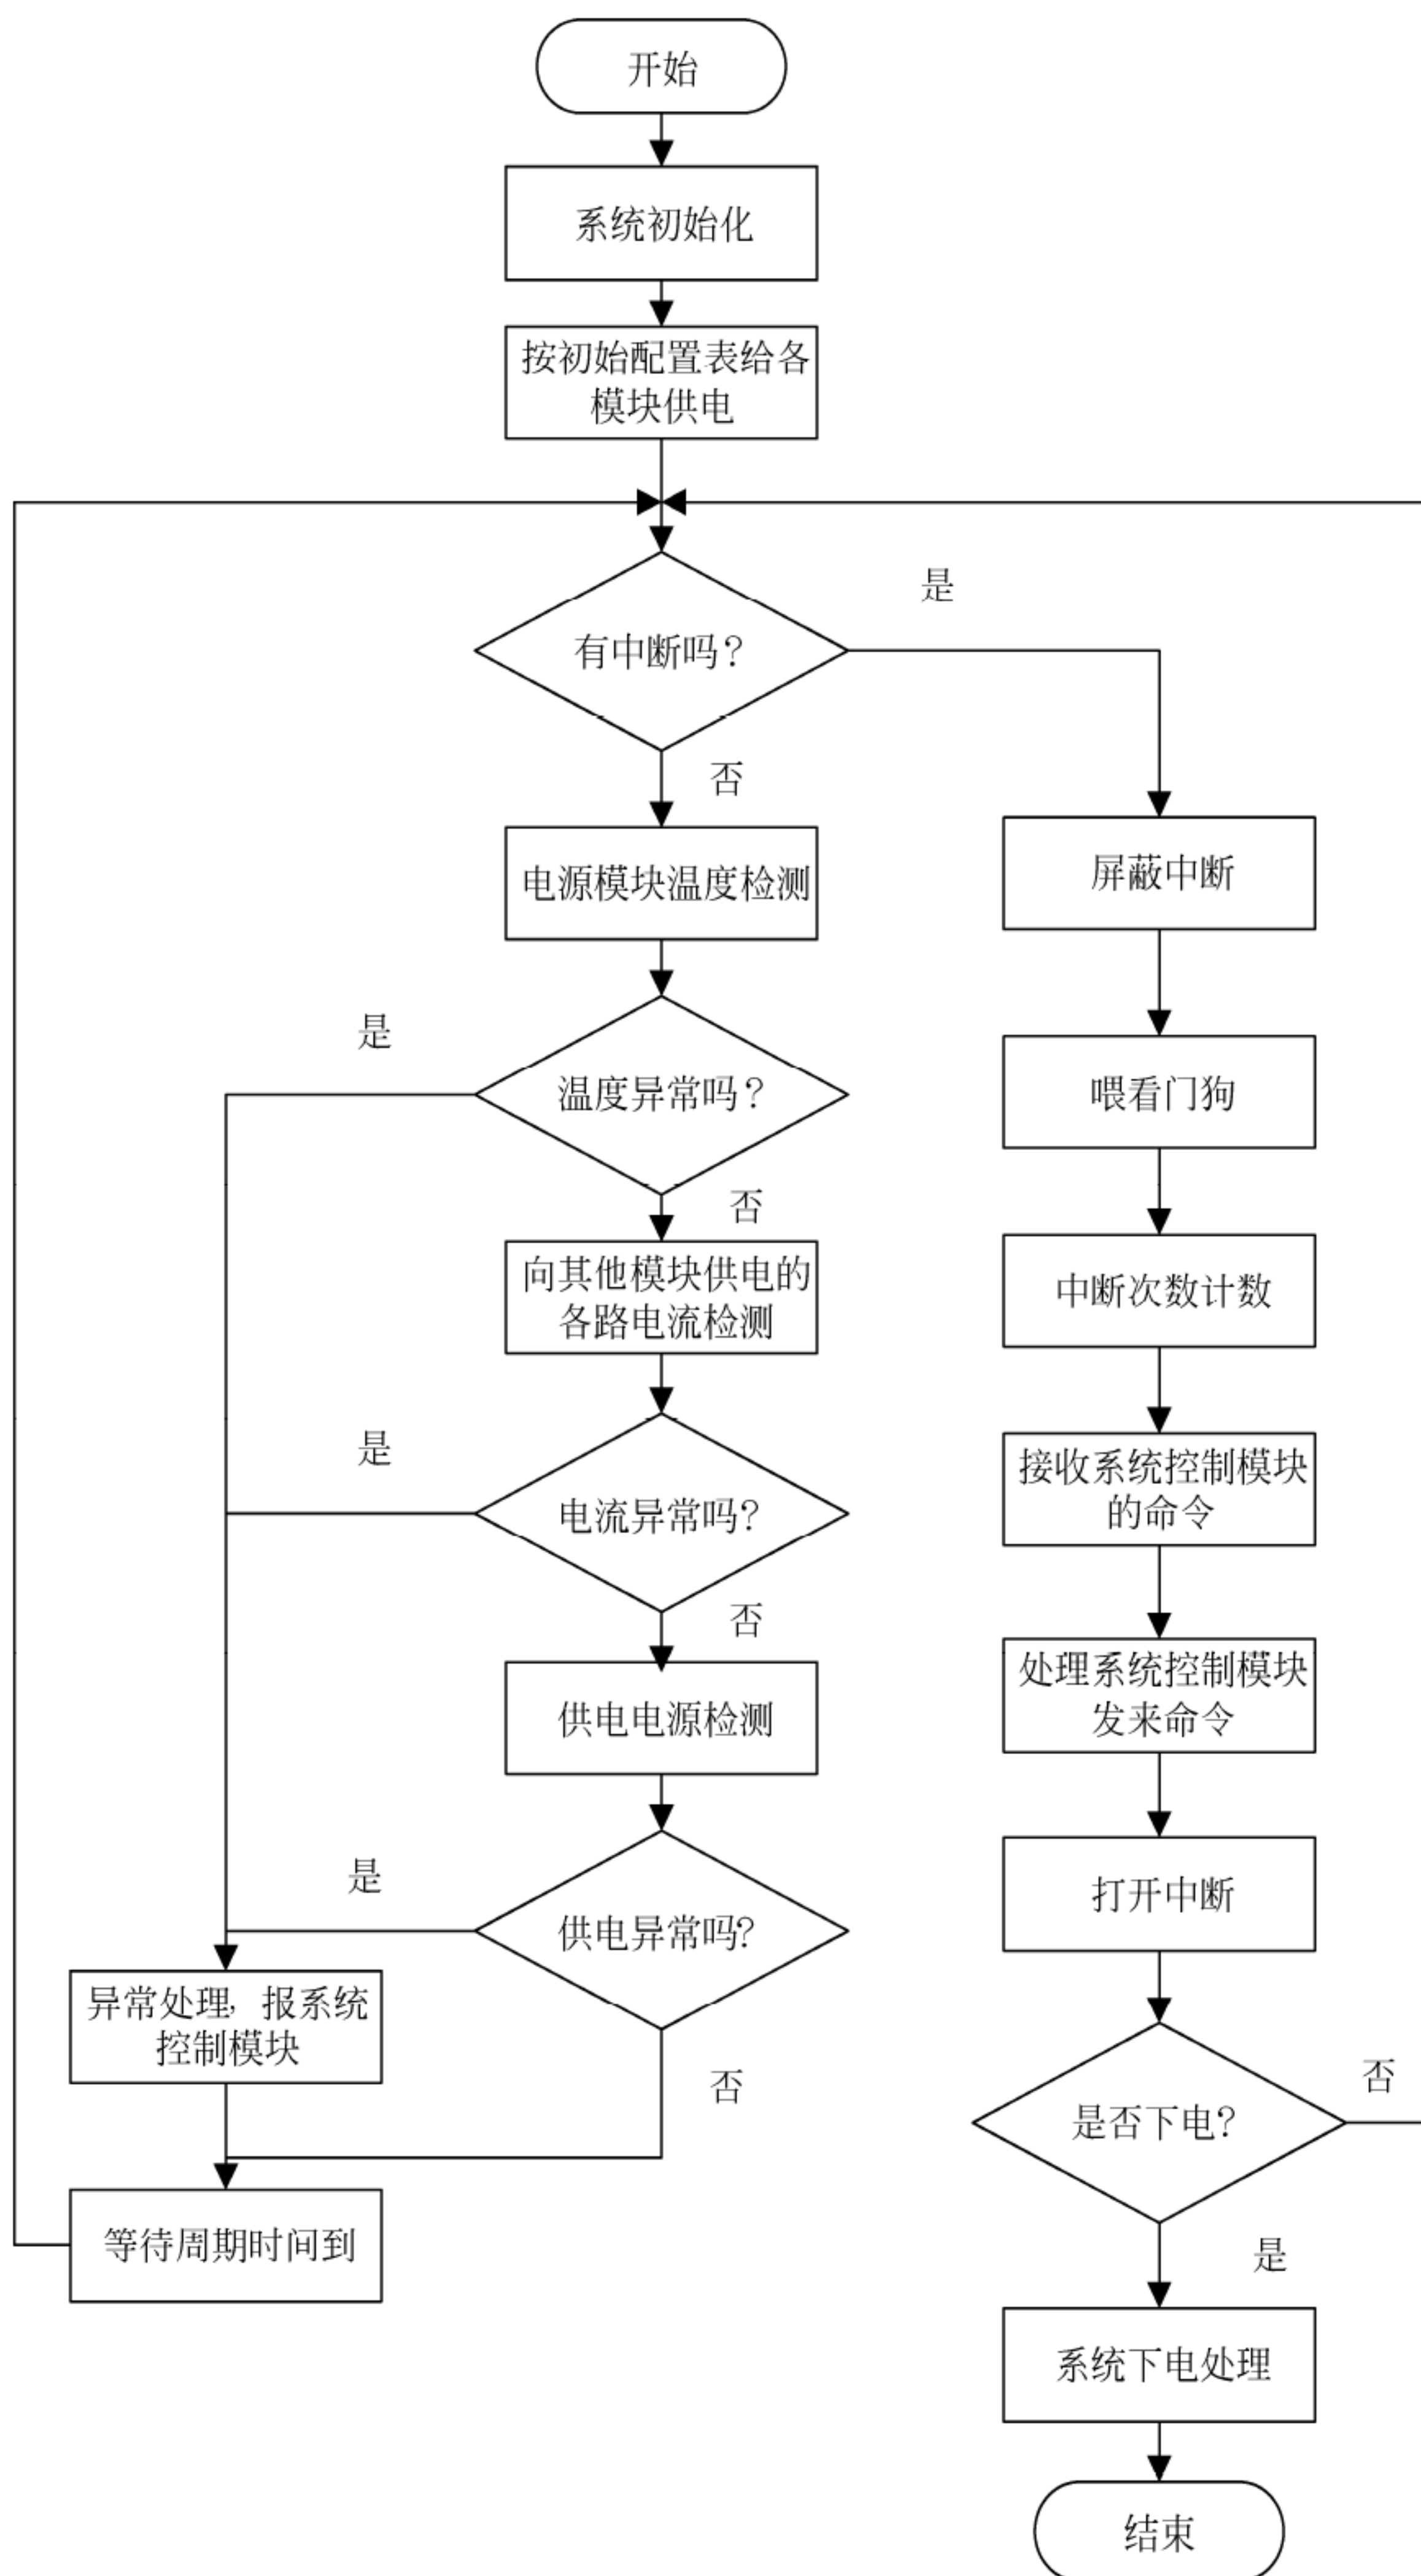 开始
系统初始化
按初始配置表给各
模块供电
有中断吗？
是
否
电源模块温度检测
屏蔽中断
是
温度异常吗？
喂看门狗
否
向其他模块供电的
各路电流检测
中断次数计数
是
电流异常吗?
接收系统控制模块
的命令
否
供电电源检测
处理系统控制模块
发来命令
是
供电异常吗?
打开中断
异常处理，报系统
控制模块
否
是否下电?
否
等待周期时间到
是
系统下电处理
结束